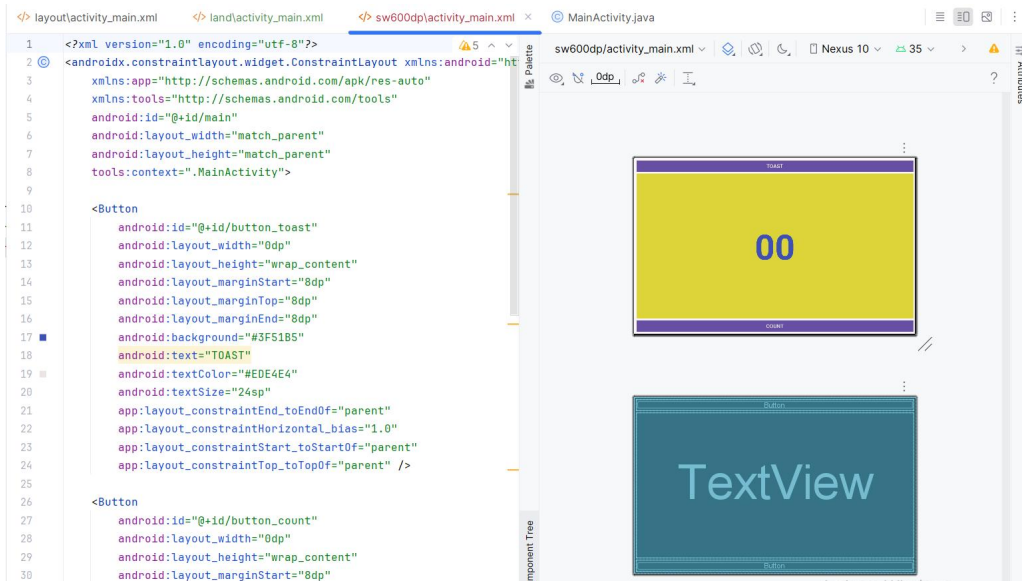 layout\activity_main.xml land\activity_main.xml sw600dp\activity_main.xml MainActivity.java
1 <?xml version="1.0" encoding="utf-8"?> 5
2 <androidx.constraintlayout.widget.ConstraintLayout xmlns:android="ht
3 xmlns:app="http://schemas.android.com/apk/res-auto"
4 xmlns:tools="http://schemas.android.com/tools"
5 android:id="@+id/main"
6 android:layout_width="match_parent"
7 android:layout_height="match_parent"
8 tools:context=".MainActivity">
9
10 <Button
11 android:id="@+id/button_toast"
12 android:layout_width="0dp"
13 android:layout_height="wrap_content"
14 android:layout_marginStart="8dp"
15 android:layout_marginTop="8dp"
16 android:layout_marginEnd="8dp"
17 android:background="#3F51B5"
18 android:text="TOAST"
19 android:textColor="#EDE4E4"
20 android:textSize="24sp"
21 app:layout_constraintEnd_toEndOf="parent"
22 app:layout_constraintHorizontal_bias="1.0"
23 app:layout_constraintStart_toStartOf="parent"
24 app:layout_constraintTop_toTopOf="parent" />
25
26 <Button
27 android:id="@+id/button_count"
28 android:layout_width="0dp"
29 android:layout_height="wrap_content"
30 android:layout_marginStart="8dp"
Palette
mponent Tree
sw600dp/activity_main.xml Nexus 10 35
0dp ?
Attributes
TOAST
00
COUNT
Button
TextView
Button